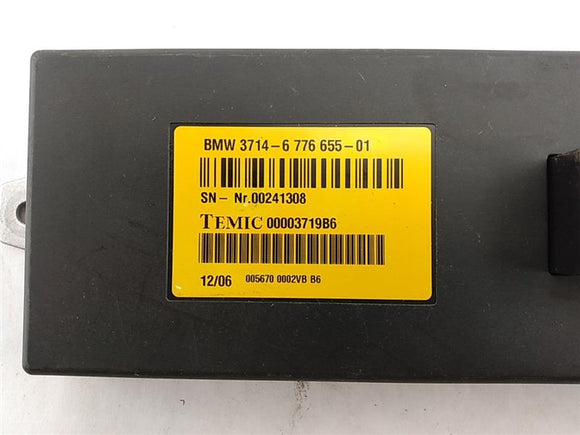 BMW 3714-6 776 655-01
SN- Nr.00241308
TEMIC 00003719B6
12/06 005670 0002VB B6